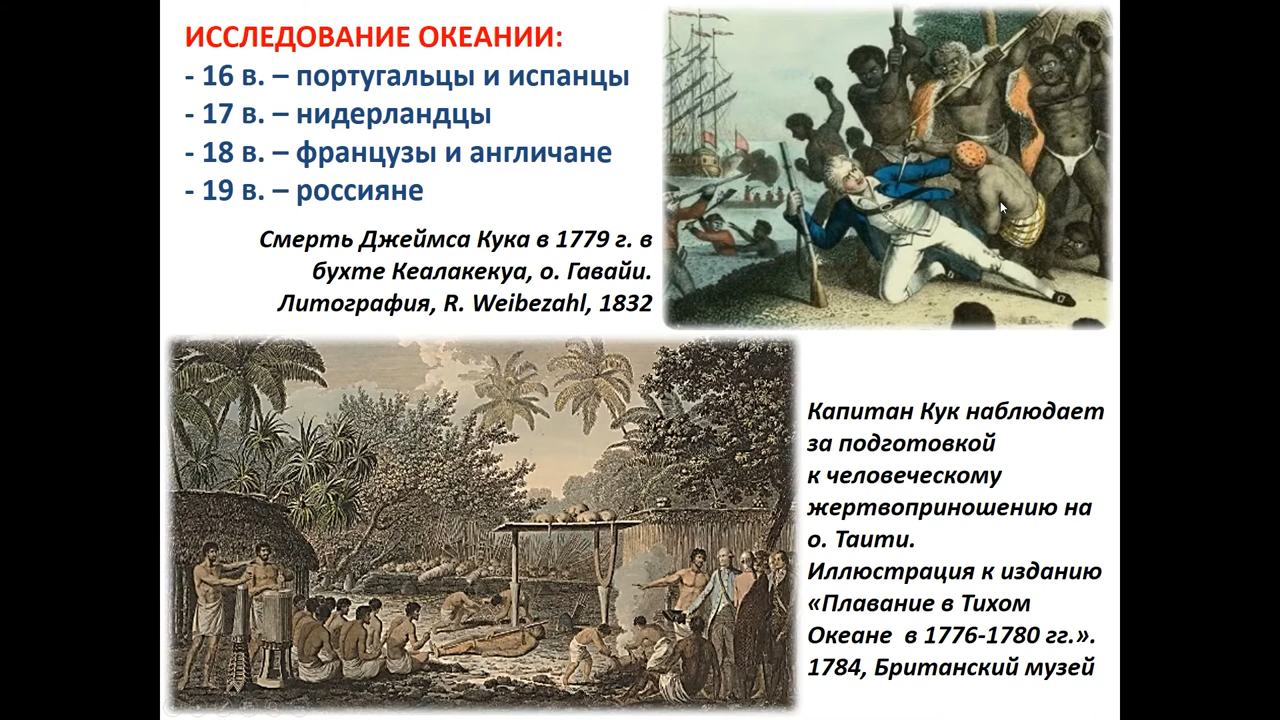 ИССЛЕДОВАНИЕ ОКЕАНИИ:
- 16 в. – португальцы и испанцы
- 17 в. – нидерландцы
- 18 в. – французы и англичане
- 19 в. – россияне
Смерть Джеймса Кука в 1779 г. в
бухте Кеалакекуа, о. Гавайи.
Литография, R. Weibezahl, 1832
Капитан Кук наблюдает
за подготовкой
к человеческому
жертвоприношению на
о. Таити.
Иллюстрация к изданию
«Плавание в Тихом
Океане в 1776-1780 гг.».
1784, Британский музей